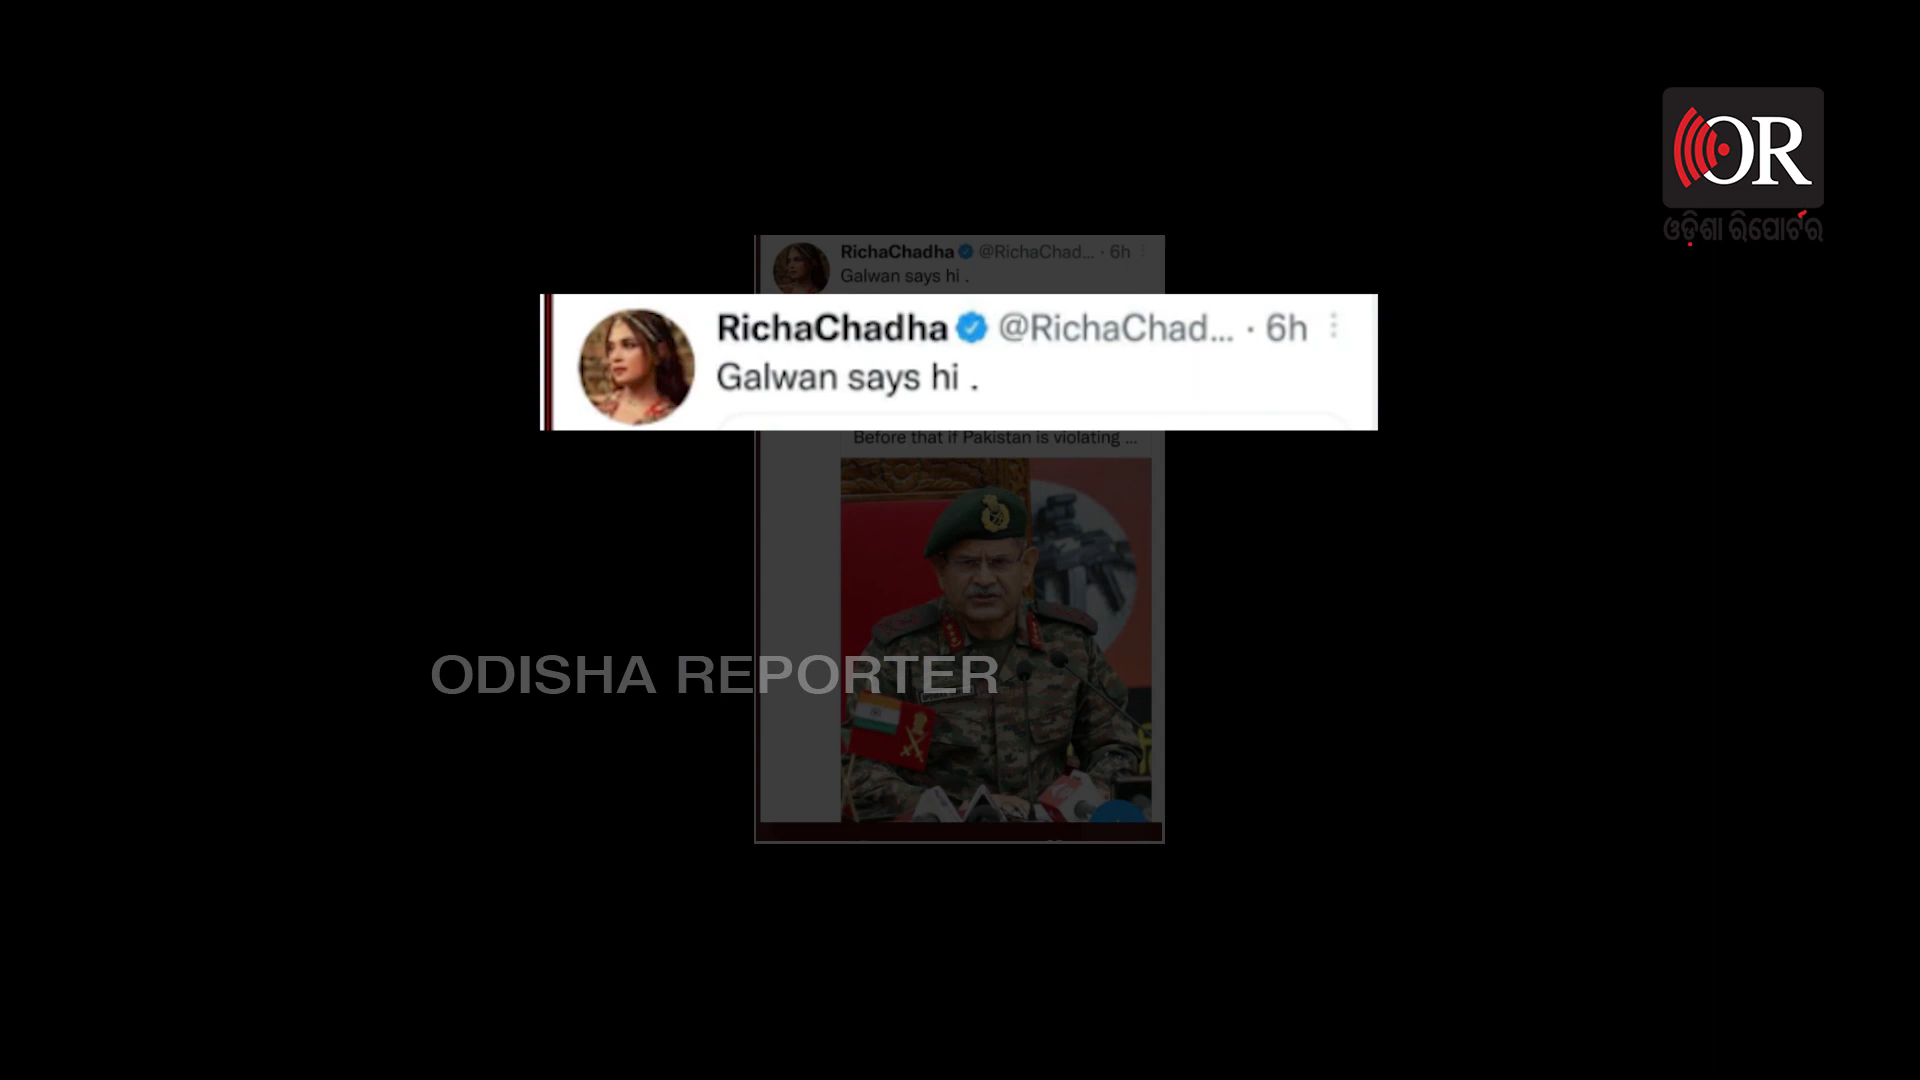 OR
ଓଡ଼ିଶା ରିପୋର୍ଟର
RichaChadha @RichaChad... · 6h
Galwan says hi .
RichaChadha @RichaChad... · 6h
Galwan says hi .
Before that if Pakistan is violating ...
ODISHA REPORTER